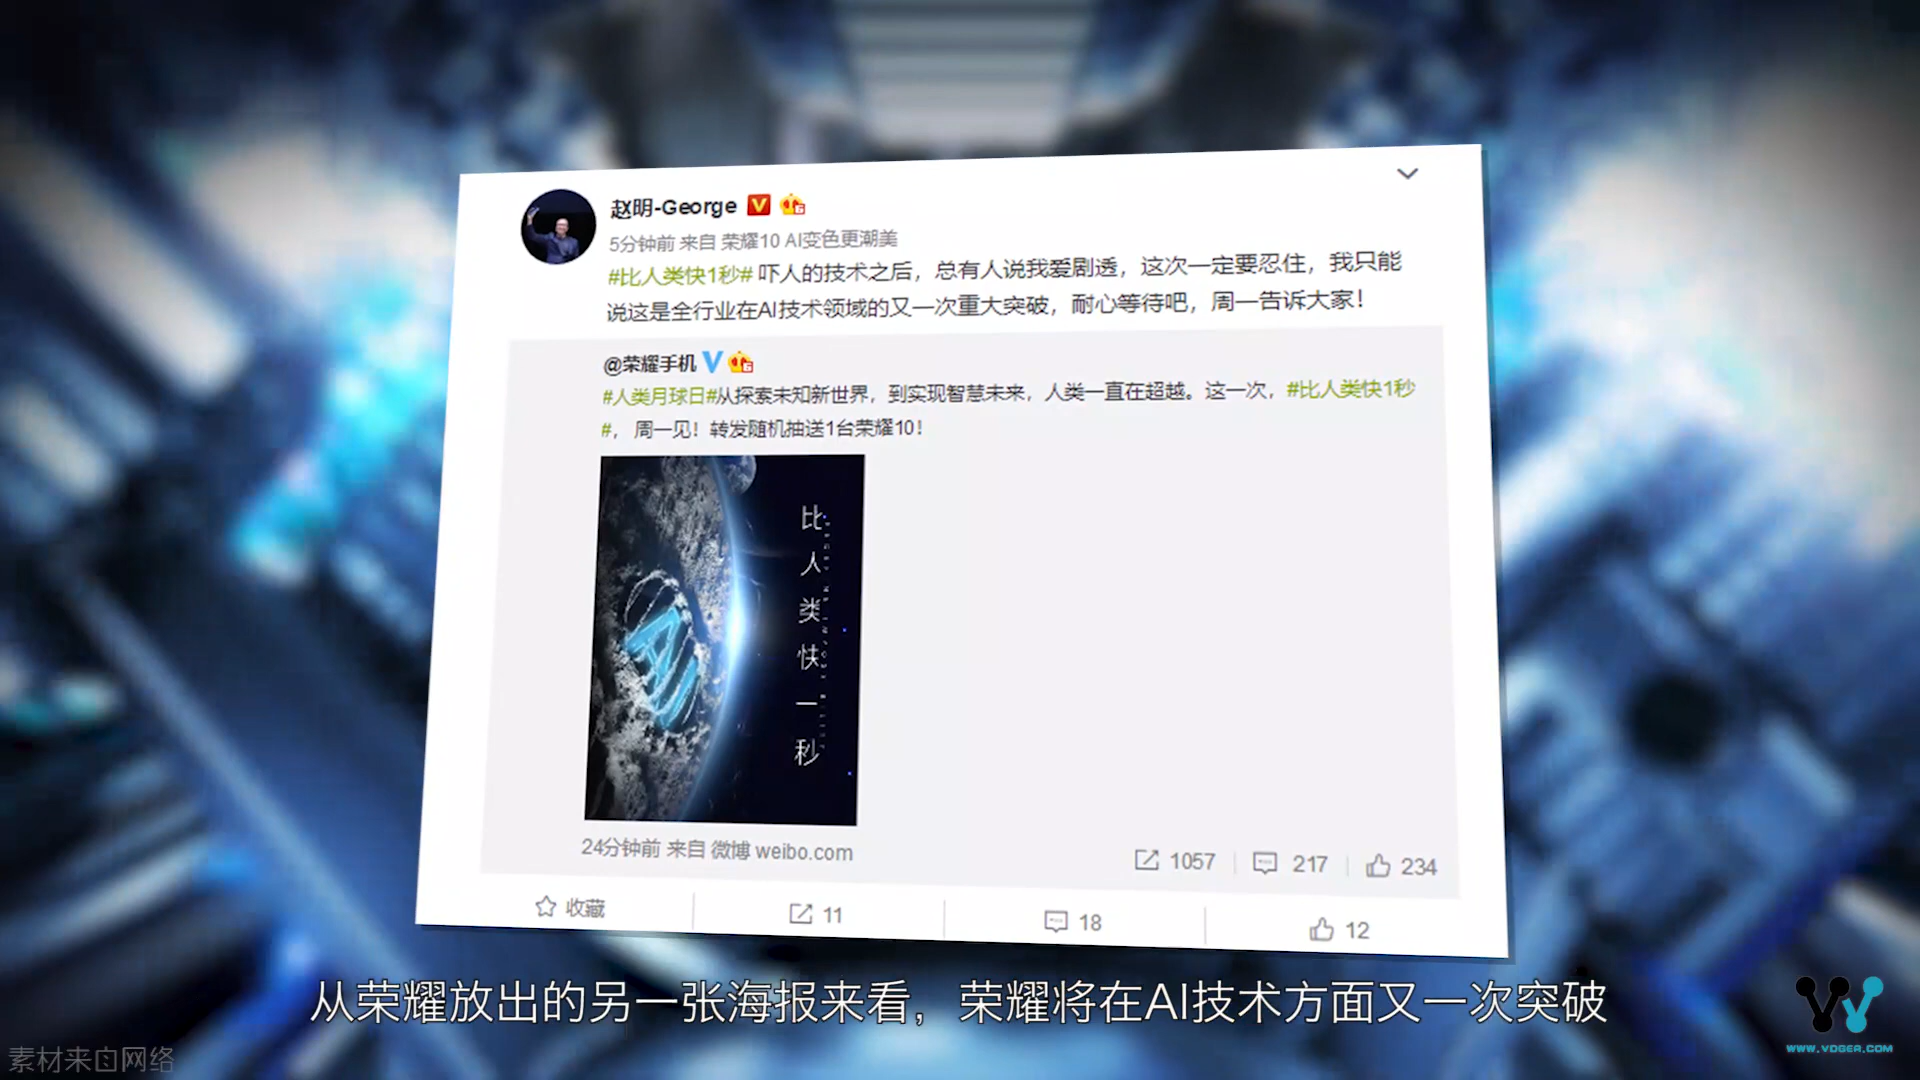 赵明-George
5分钟前 来自 荣耀10 AI变色更潮美
#比人类快1秒# 吓人的技术之后，总有人说我爱剧透，这次一定要忍住，我只能
说这是全行业在AI技术领域的又一次重大突破，耐心等待吧，周一告诉大家！
@荣耀手机
#人类月球日#从探索未知新世界，到实现智慧未来，人类一直在超越。这一次，#比人类快1秒
#， 周一见！转发随机抽送1台荣耀10！
AI
比人类快一秒
24分钟前 来自 微博 weibo.com
1057 217 234
收藏 11 18 12
从荣耀放出的另一张海报来看，荣耀将在AI技术方面又一次突破
素材来自网络
WWW.VDGER.COM